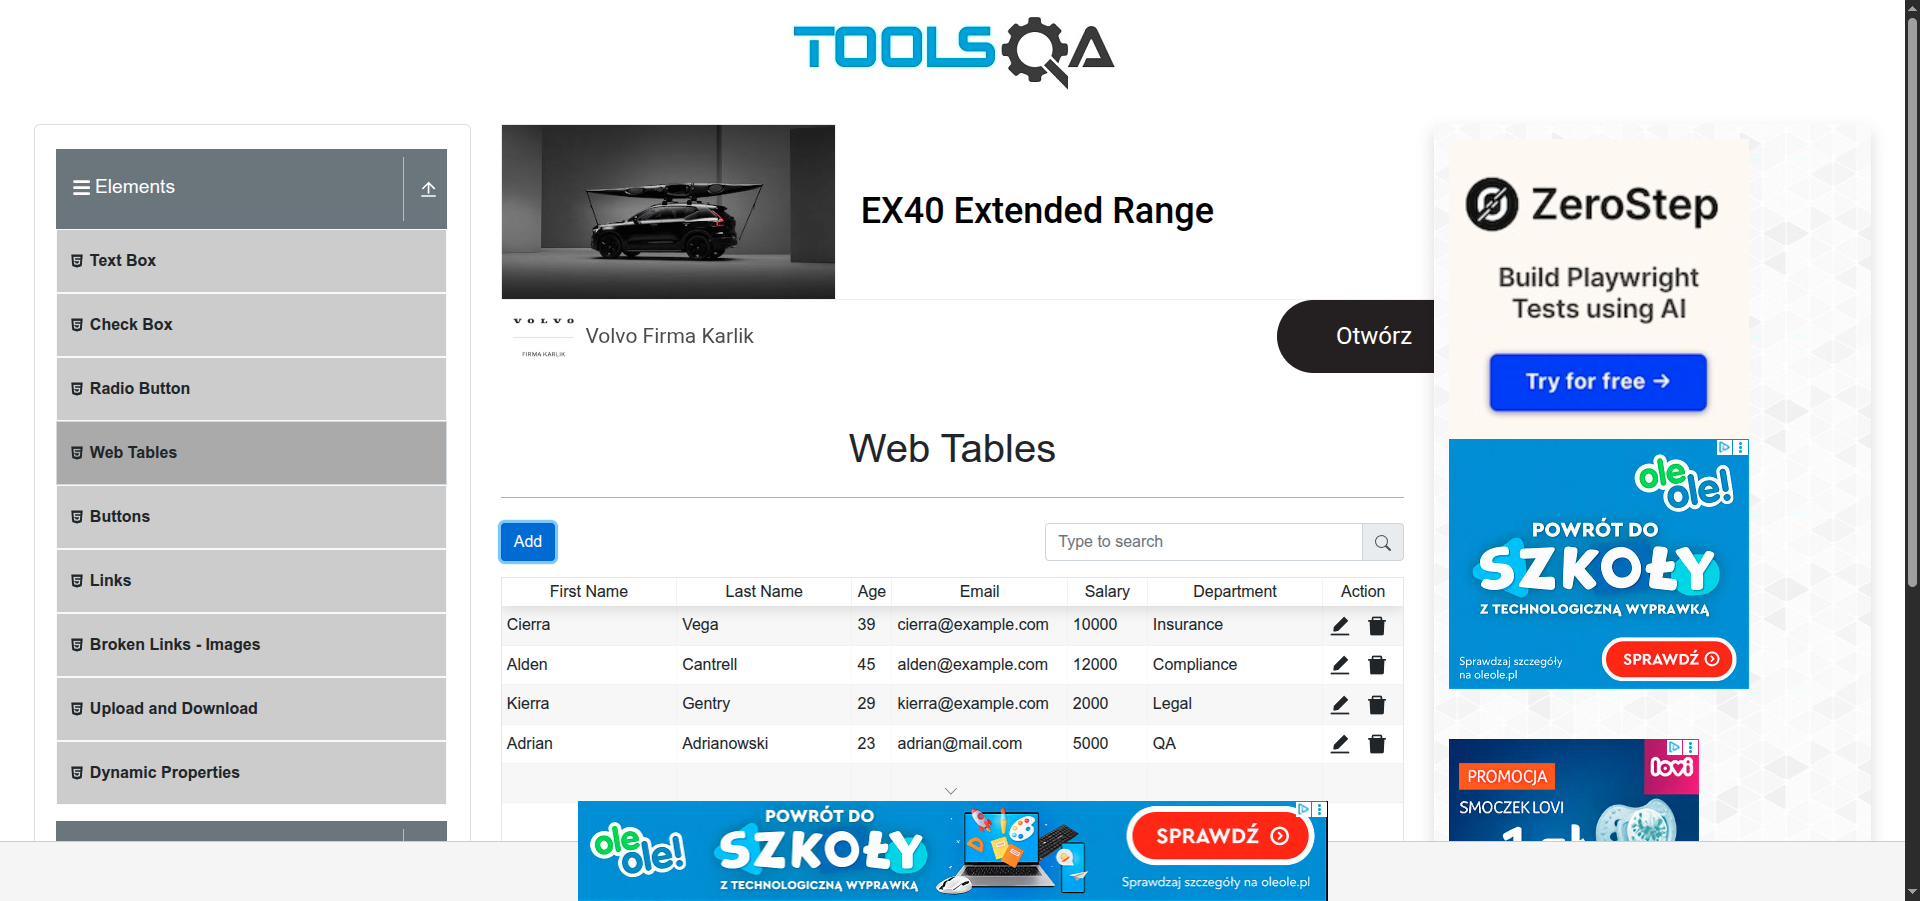 TOOLSQA
Elements
Text Box
Check Box
Radio Button
Web Tables
Buttons
Links
Broken Links - Images
Upload and Download
Dynamic Properties
EX40 Extended Range
VOLVO
FIRMA KARLIK
Volvo Firma Karlik
Otwórz
Web Tables
Add
Type to search
First Name Last Name Age Email Salary Department Action
Cierra Vega 39 cierra@example.com 10000 Insurance
Alden Cantrell 45 alden@example.com 12000 Compliance
Kierra Gentry 29 kierra@example.com 2000 Legal
Adrian Adrianowski 23 adrian@mail.com 5000 QA
ZeroStep
Build Playwright
Tests using AI
Try for free →
ole
ole!
POWRÓT DO
SZKOŁY
Z TECHNOLOGICZNĄ WYPRAWKĄ
Sprawdzaj szczegóły
na oleole.pl
SPRAWDŹ
PROMOCJA
lovi
SMOCZEK LOVI
1 zł
ole
ole!
POWRÓT DO
SZKOŁY
Z TECHNOLOGICZNĄ WYPRAWKĄ
SPRAWDŹ
Sprawdzaj szczegóły na oleole.pl